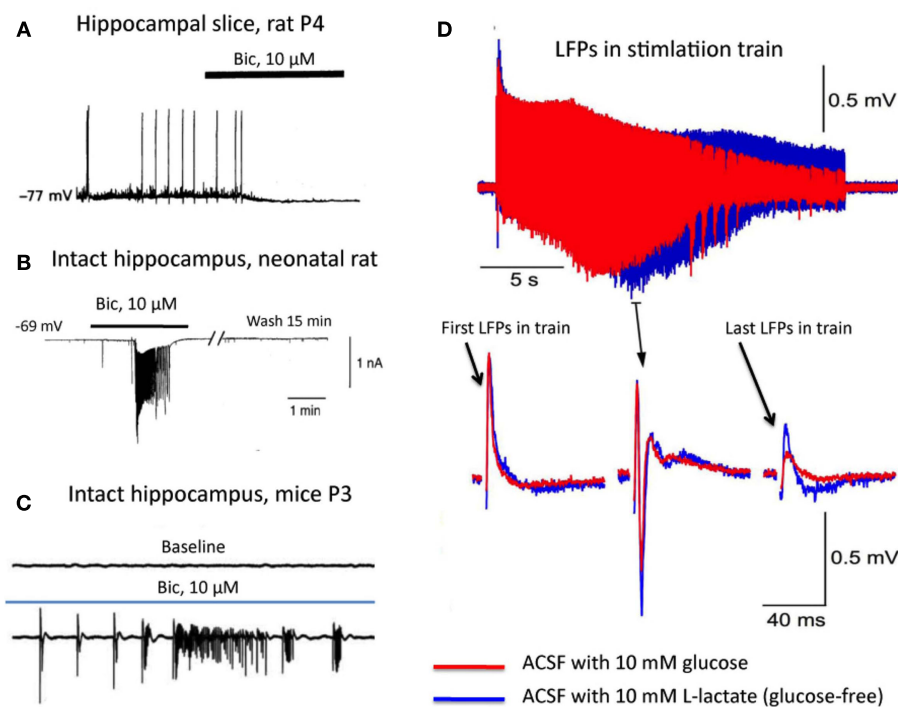 A
Hippocampal slice, rat P4
Bic, 10 µM
–77 mV
B
Intact hippocampus, neonatal rat
Bic, 10 µM
-69 mV
Wash 15 min
1 nA
1 min
C
Intact hippocampus, mice P3
Baseline
Bic, 10 µM
D
LFPs in stimlatiion train
0.5 mV
5 s
First LFPs in train
Last LFPs in train
0.5 mV
40 ms
ACSF with 10 mM glucose
ACSF with 10 mM L-lactate (glucose-free)